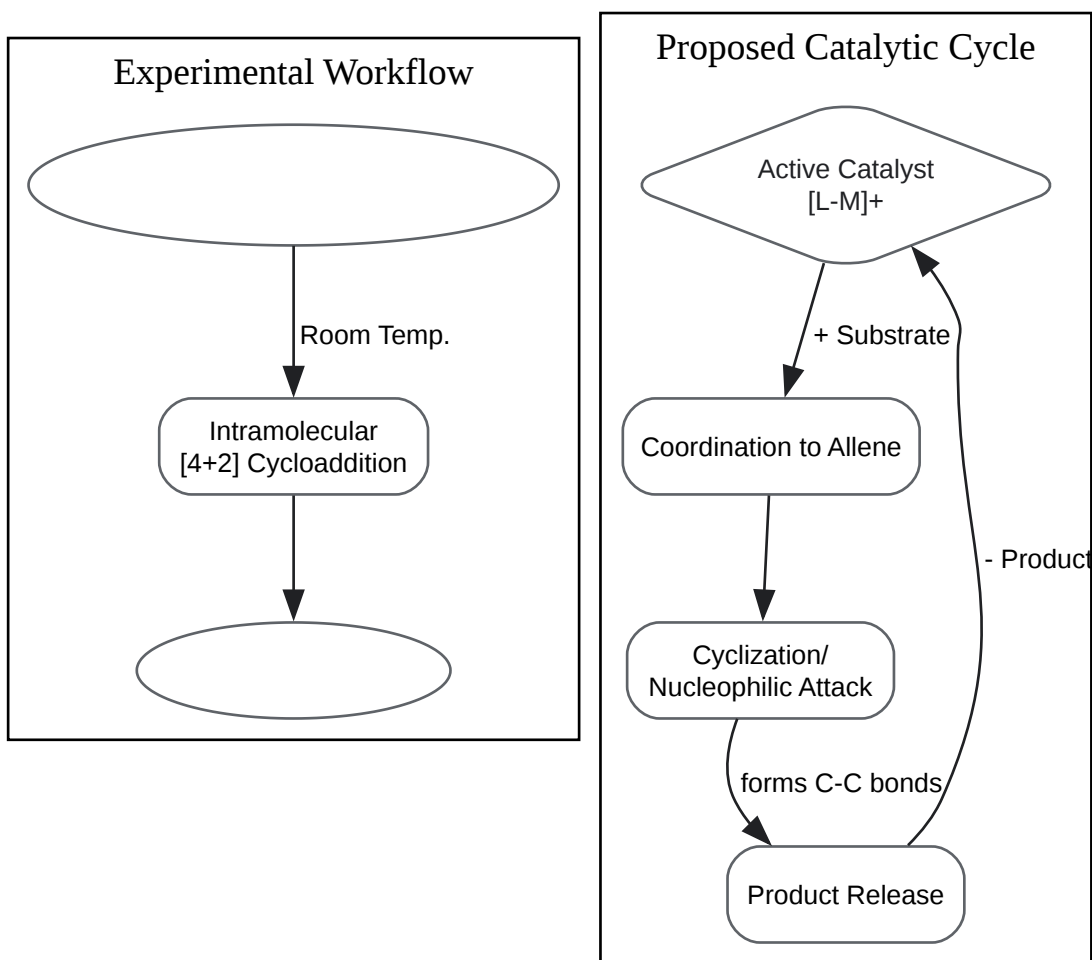 Experimental Workflow
Room Temp.
Intramolecular
[4+2] Cycloaddition
Proposed Catalytic Cycle
Active Catalyst
[L-M]+
+ Substrate
Coordination to Allene
- Product
Cyclization/
Nucleophilic Attack
forms C-C bonds
Product Release